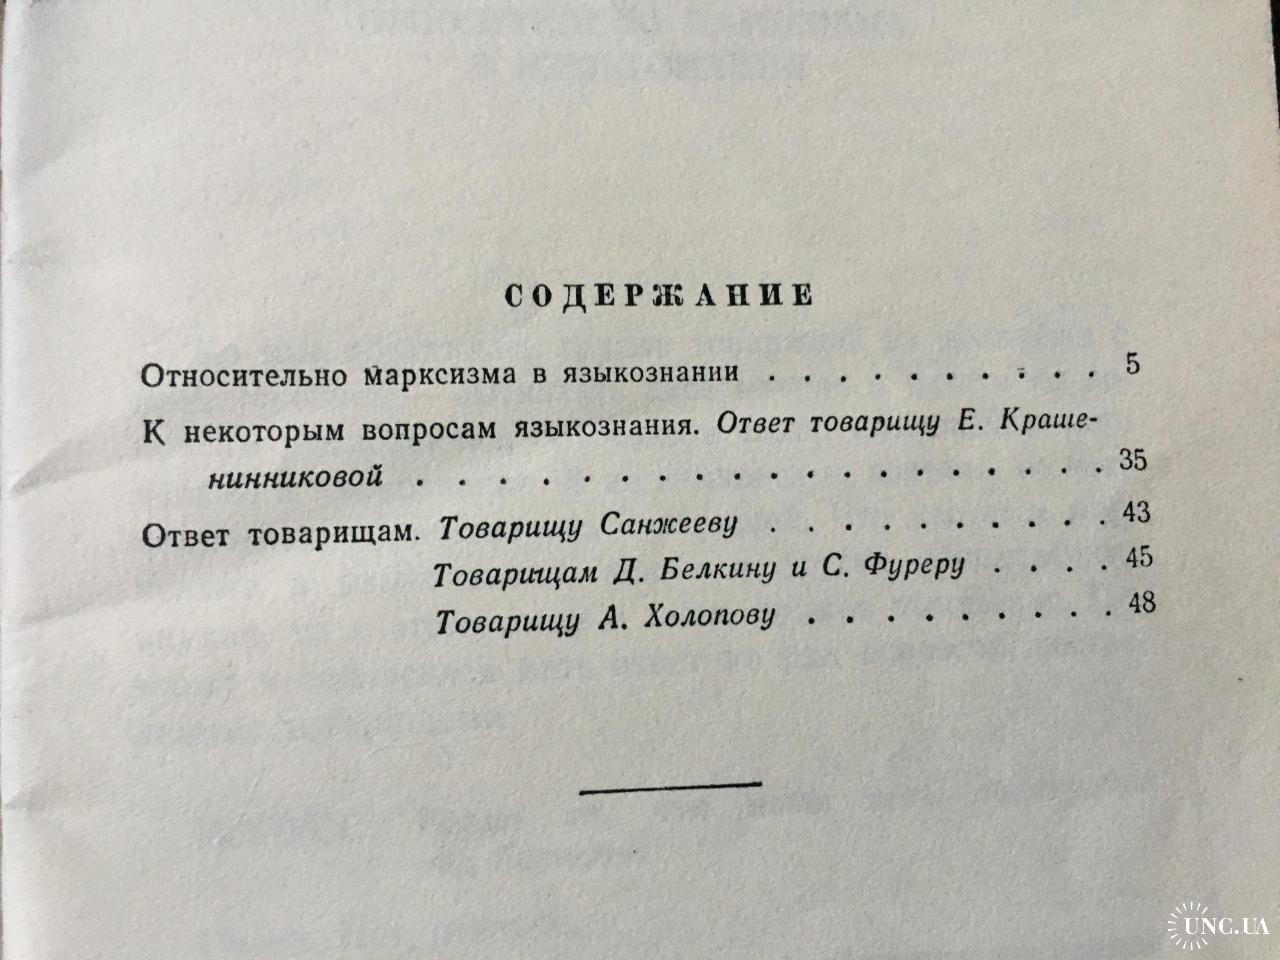 СОДЕРЖАНИЕ
Относительно марксизма в языкознании . . . . . . . . . . 5
К некоторым вопросам языкознания. Ответ товарищу Е. Краше-
нинниковой . . . . . . . . . . . . . . . . . 35
Ответ товарищам. Товарищу Санжееву . . . . . . . . . . 43
Товарищам Д. Белкину и С. Фуреру . . . . 45
Товарищу А. Холопову . . . . . . . . . 48
UNC.UA